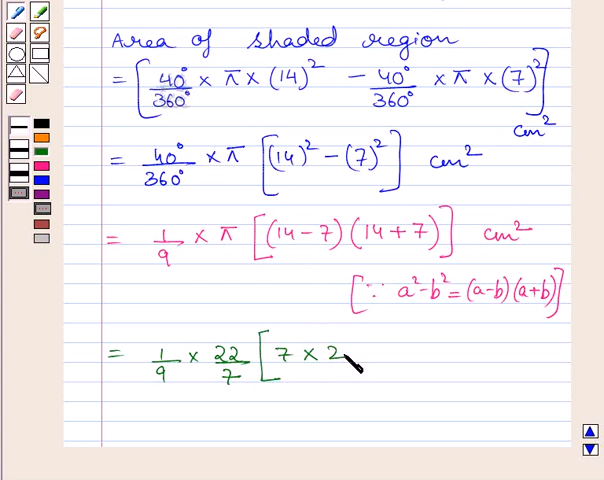 Area of shaded region
= [40°/360° × π × (14)² − 40°/360° × π × (7)²] cm²
= 40°/360° × π [(14)² − (7)²] cm²
= 1/9 × π [(14 − 7)(14 + 7)] cm²
[∵ a² − b² = (a − b)(a + b)]
= 1/9 × 22/7 [7 × 2